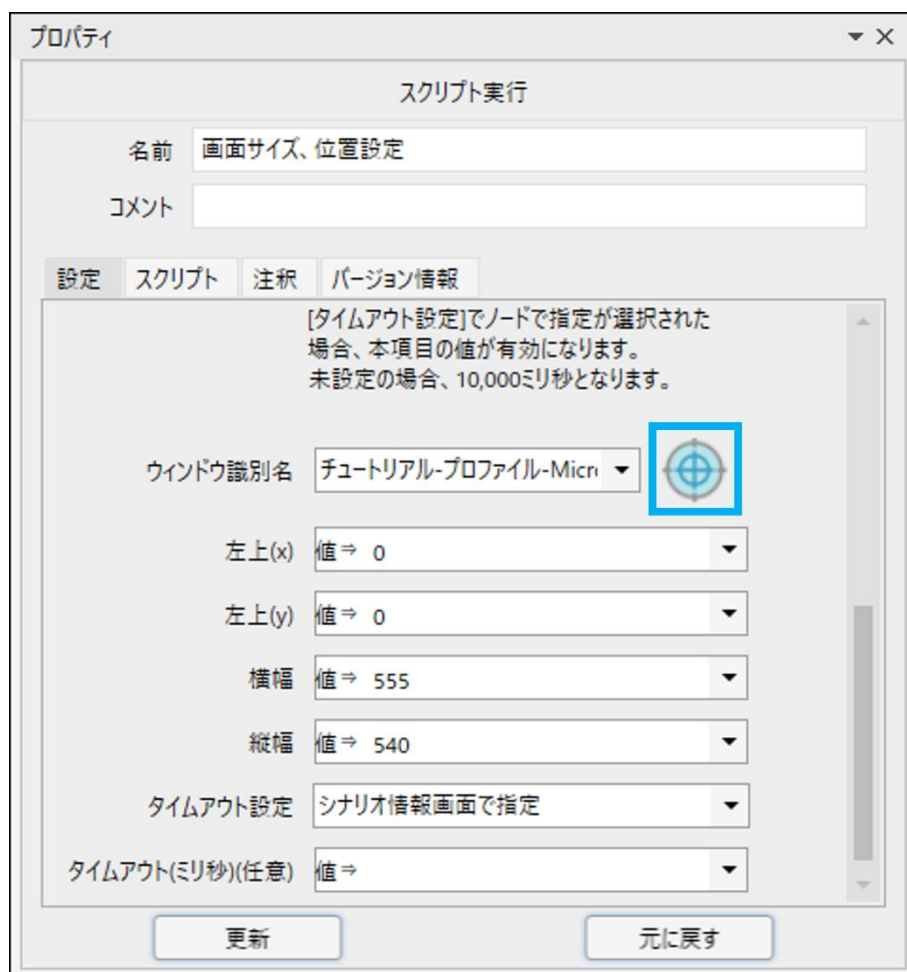 プロパティ
スクリプト実行
名前 画面サイズ、位置設定
コメント
設定 スクリプト 注釈 バージョン情報
[タイムアウト設定]でノードで指定が選択された
場合、本項目の値が有効になります。
未設定の場合、10,000ミリ秒となります。
ウィンドウ識別名 チュートリアル-プロファイル-Micr
左上(x) 値⇒ 0
左上(y) 値⇒ 0
横幅 値⇒ 555
縦幅 値⇒ 540
タイムアウト設定 シナリオ情報画面で指定
タイムアウト(ミリ秒)(任意) 値⇒
更新 元に戻す